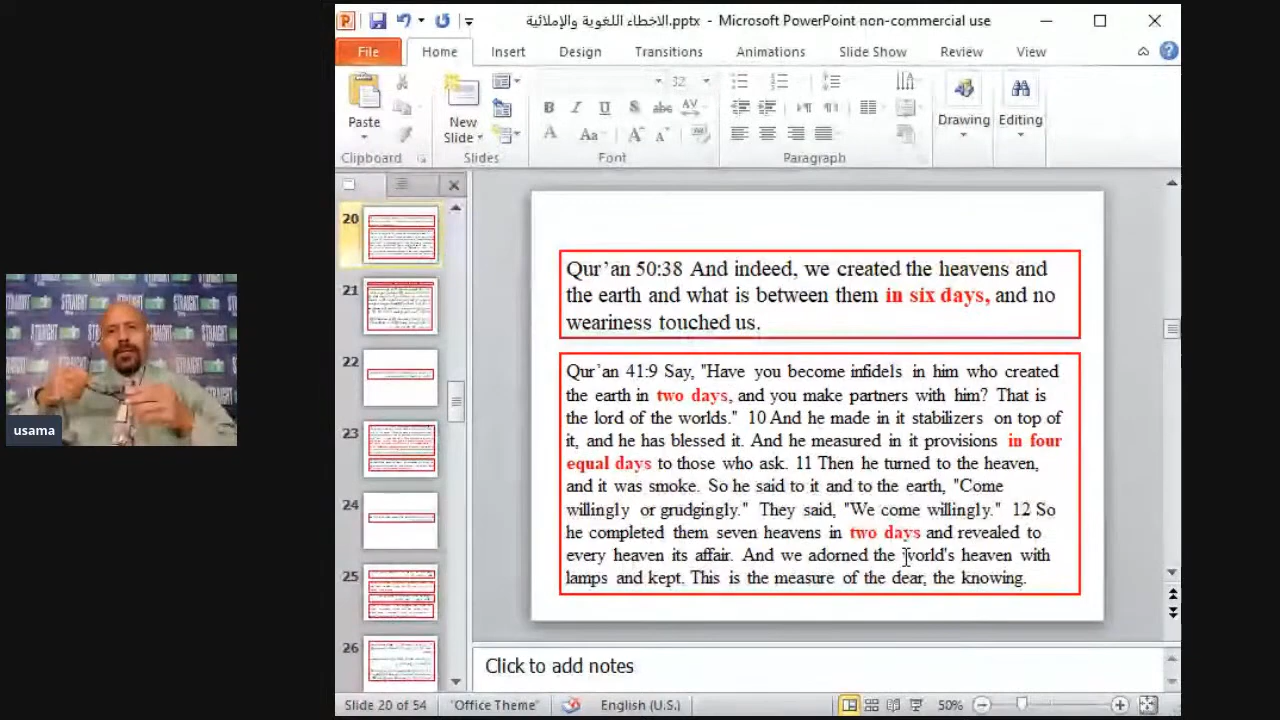 الاخطاء اللغوية والإملائية.pptx - Microsoft PowerPoint non-commercial use
File Home Insert Design Transitions Animations Slide Show Review View
32
Paste
New
Slide
Drawing
Editing
Clipboard Slides Font Paragraph
20
21
22
23
24
25
26
Qur’an 50:38 And indeed, we created the heavens and
the earth and what is between them in six days, and no
weariness touched us.
Qur’an 41:9 Say, "Have you become infidels in him who created
the earth in two days, and you make partners with him? That is
the lord of the worlds." 10 And he made in it stabilizers on top of
it, and he has blessed it. And he measured in it provisions in four
equal days to those who ask. 11 Then he turned to the heaven,
and it was smoke. So he said to it and to the earth, "Come
willingly or grudgingly." They said, "We come willingly." 12 So
he completed them seven heavens in two days and revealed to
every heaven its affair. And we adorned the world's heaven with
lamps and kept. This is the measure of the dear, the knowing.
STRAIGHT
usama
Click to add notes
Slide 20 of 54 "Office Theme" English (U.S.) 50%